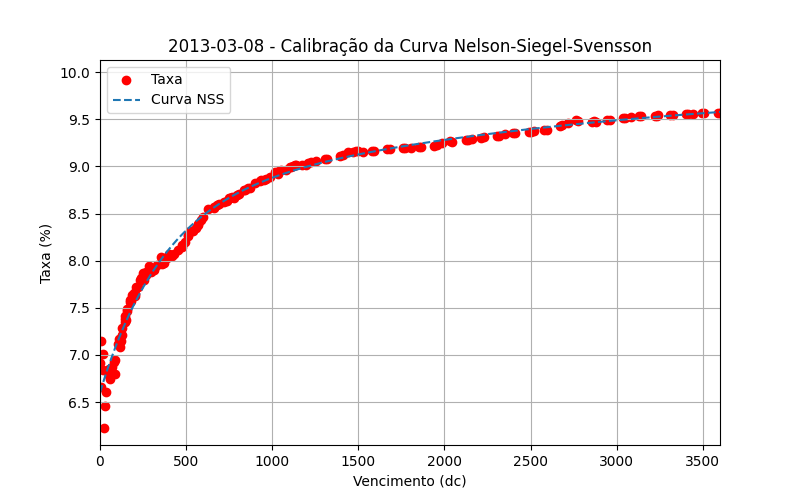 2013-03-08 - Calibração da Curva Nelson-Siegel-Svensson
Taxa
Curva NSS
Taxa (%)
10.0
9.5
9.0
8.5
8.0
7.5
7.0
6.5
0 500 1000 1500 2000 2500 3000 3500
Vencimento (dc)